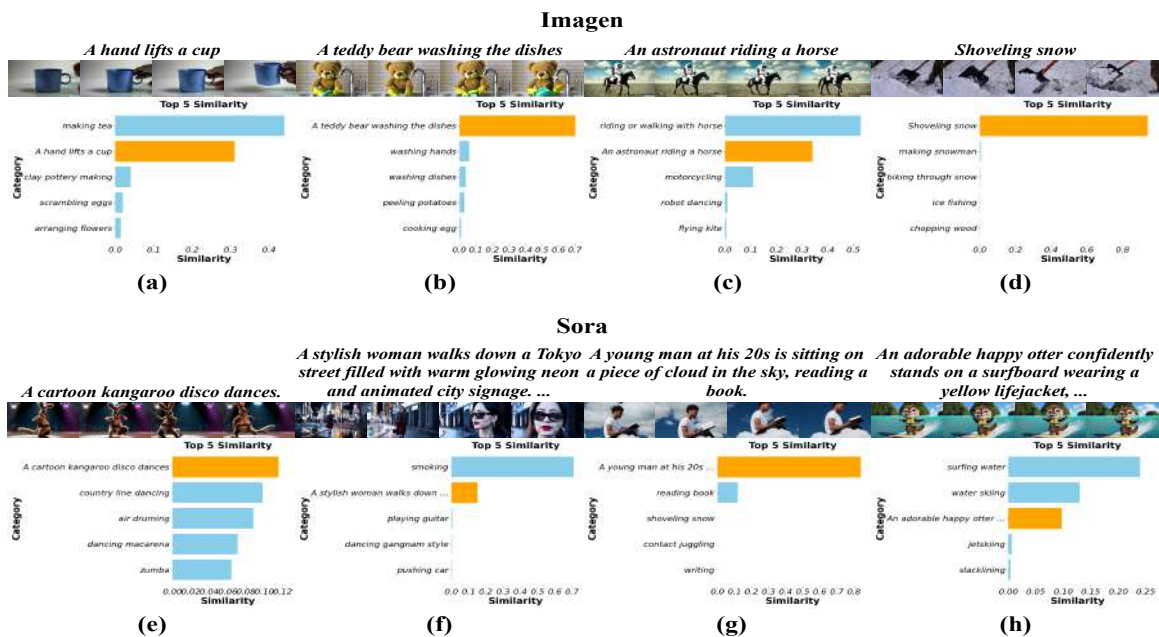 Imagen
A hand lifts a cup
Top 5 Similarity
making tea
A hand lifts a cup
clay pottery making
scrambling eggs
arranging flowers
Category
0.0 0.1 0.2 0.3 0.4
Similarity
(a)
A teddy bear washing the dishes
Top 5 Similarity
A teddy bear washing the dishes
washing hands
washing dishes
peeling potatoes
cooking egg
Category
0.0 0.1 0.2 0.3 0.4 0.5 0.6 0.7
Similarity
(b)
An astronaut riding a horse
Top 5 Similarity
riding or walking with horse
An astronaut riding a horse
motorcycling
robot dancing
flying kite
Category
0.0 0.1 0.2 0.3 0.4 0.5
Similarity
(c)
Shoveling snow
Top 5 Similarity
Shoveling snow
making snowman
biking through snow
ice fishing
chopping wood
Category
0.0 0.2 0.4 0.6 0.8
Similarity
(d)
Sora
A cartoon kangaroo disco dances.
Top 5 Similarity
A cartoon kangaroo disco dances
country line dancing
air druming
dancing macarena
zumba
Category
0.00 0.02 0.04 0.06 0.08 0.10 0.12
Similarity
(e)
A stylish woman walks down a Tokyo
street filled with warm glowing neon
and animated city signage. ...
Top 5 Similarity
smoking
A stylish woman walks down ...
playing guitar
dancing gangnam style
pushing car
Category
0.0 0.1 0.2 0.3 0.4 0.5 0.6 0.7
Similarity
(f)
A young man at his 20s is sitting on
a piece of cloud in the sky, reading a
book.
Top 5 Similarity
A young man at his 20s ...
reading book
shoveling snow
contact juggling
writing
Category
0.0 0.1 0.2 0.3 0.4 0.5 0.6 0.7 0.8
Similarity
(g)
An adorable happy otter confidently
stands on a surfboard wearing a
yellow lifejacket, ...
Top 5 Similarity
surfing water
water skiing
An adorable happy otter ...
jetskiing
slacklining
Category
0.00 0.05 0.10 0.15 0.20 0.25
Similarity
(h)